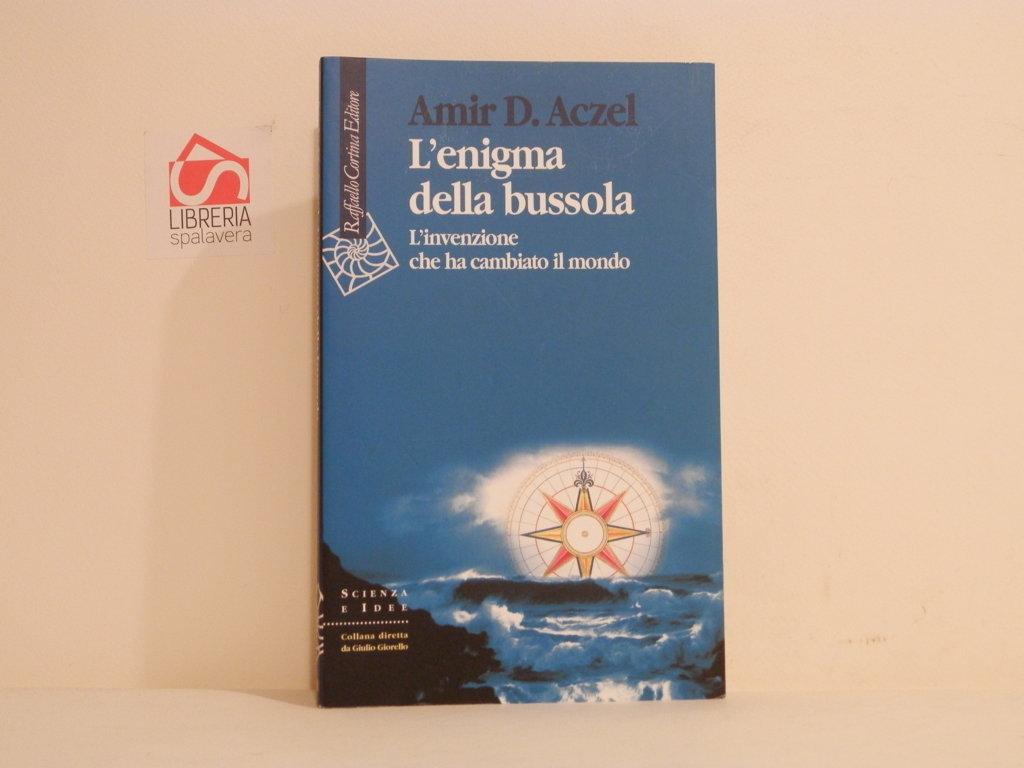 LIBRERIA
spalavera
Raffaello Cortina Editore
Amir D. Aczel
L'enigma
della bussola
L'invenzione
che ha cambiato il mondo
SCIENZA
E IDEE
Collana diretta
da Giulio Giorello